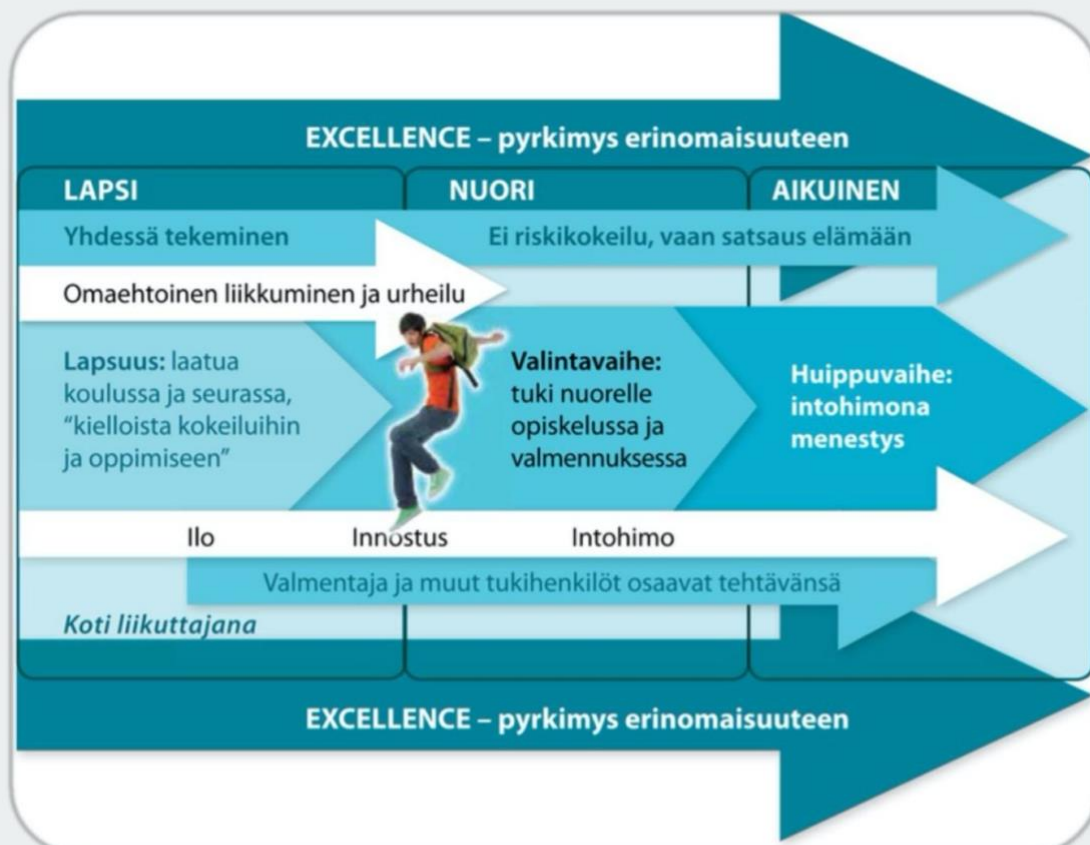 EXCELLENCE – pyrkimys erinomaisuuteen
LAPSI
NUORI
AIKUINEN
Yhdessä tekeminen
Ei riskikokeilu, vaan satsaus elämään
Omaehtoinen liikkuminen ja urheilu
Lapsuus: laatua
koulussa ja seurassa,
“kielloista kokeiluihin
ja oppimiseen”
Valintavaihe:
tuki nuorelle
opiskelussa ja
valmennuksessa
Huippuvaihe:
intohimona
menestys
Ilo
Innostus
Intohimo
Valmentaja ja muut tukihenkilöt osaavat tehtävänsä
Koti liikuttajana
EXCELLENCE – pyrkimys erinomaisuuteen